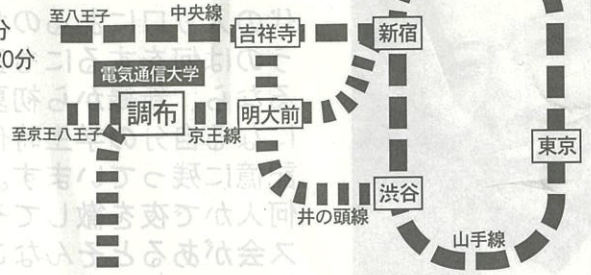 至八王子
中央線
分
20分
吉祥寺
新宿
電気通信大学
調布
明大前
至京王八王子
京王線
東京
渋谷
井の頭線
山手線